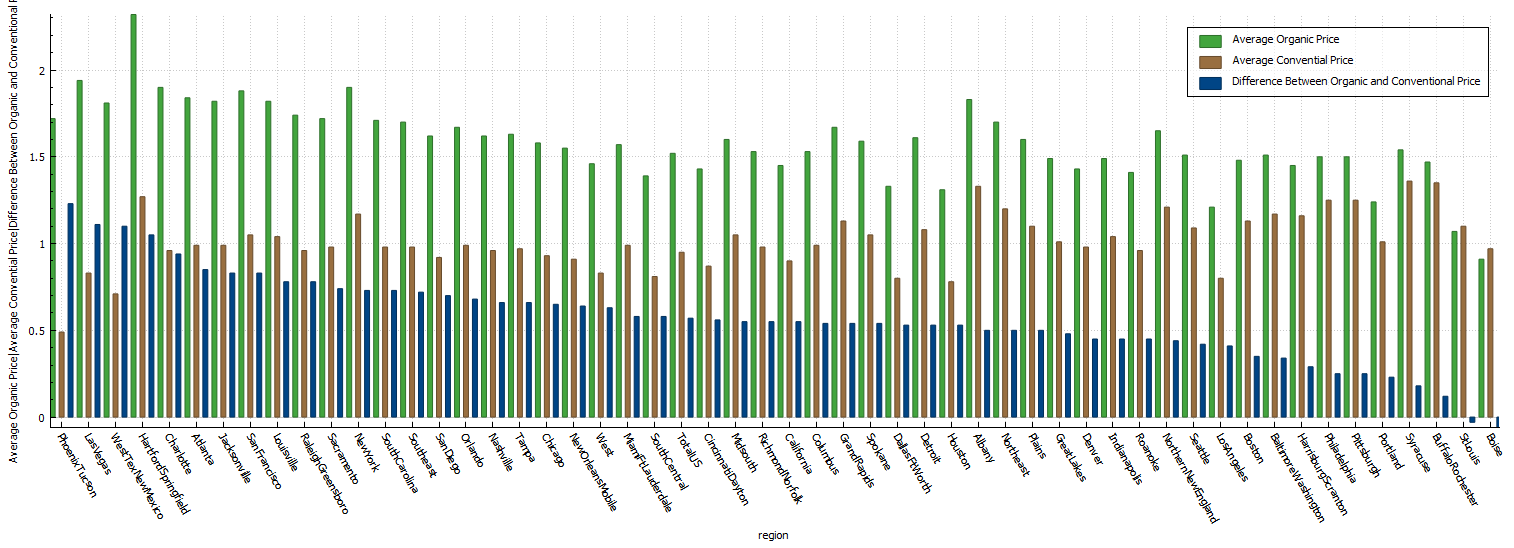 Average Organic Price|Average Convential Price|Difference Between Organic and Conventional
Average Organic Price
Average Convential Price
Difference Between Organic and Conventional Price
2
1.5
1
0.5
0
PhoenixTucson
LasVegas
WestTexNewMexico
HartfordSpringfield
Charlotte
Atlanta
Jacksonville
SanFrancisco
Louisville
RaleighGreensboro
Sacramento
NewYork
SouthCarolina
Southeast
SanDiego
Orlando
Nashville
Tampa
Chicago
NewOrleansMobile
West
MiamiFtLauderdale
SouthCentral
TotalUS
CincinnatiDayton
Midsouth
RichmondNorfolk
California
Columbus
GrandRapids
Spokane
DallasFtWorth
Detroit
Houston
Albany
Northeast
Plains
GreatLakes
Denver
Indianapolis
Roanoke
NorthernNewEngland
Seattle
LosAngeles
Boston
BaltimoreWashington
HarrisburgScranton
Philadelphia
Pittsburgh
Portland
Syracuse
BuffaloRochester
StLouis
Boise
region